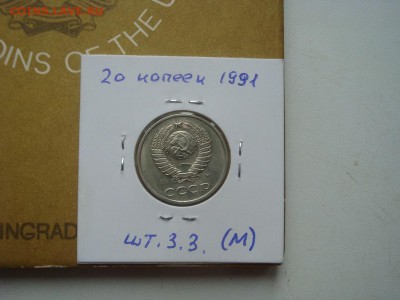 OINS OF THE U
20 копеек 1991
СССР
INGRAD
шт. 3.3. (М)